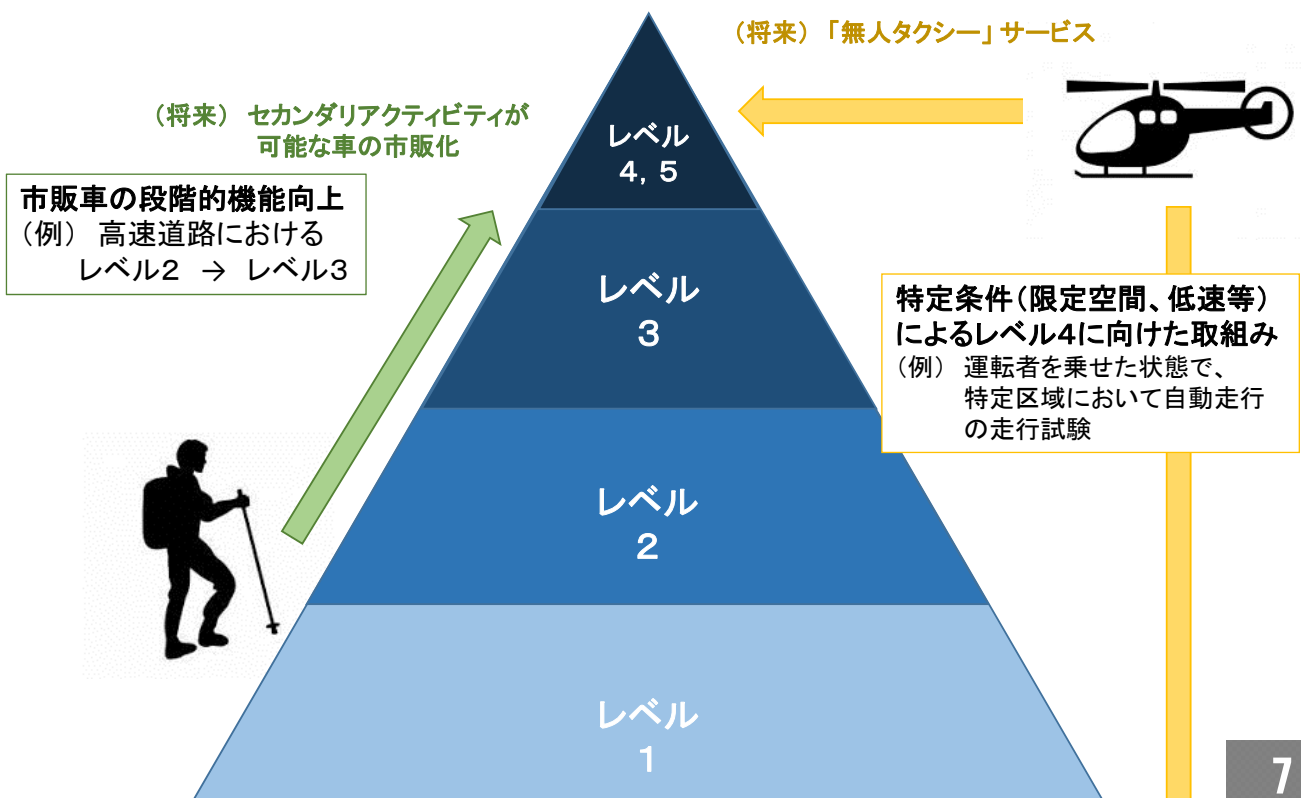 (将来)「無人タクシー」サービス
(将来) セカンダリアクティビティが
可能な車の市販化
市販車の段階的機能向上
(例) 高速道路における
レベル2 → レベル3
レベル
4, 5
レベル
3
特定条件(限定空間、低速等)
によるレベル4に向けた取組み
(例) 運転者を乗せた状態で、
特定区域において自動走行
の走行試験
レベル
2
レベル
1
7